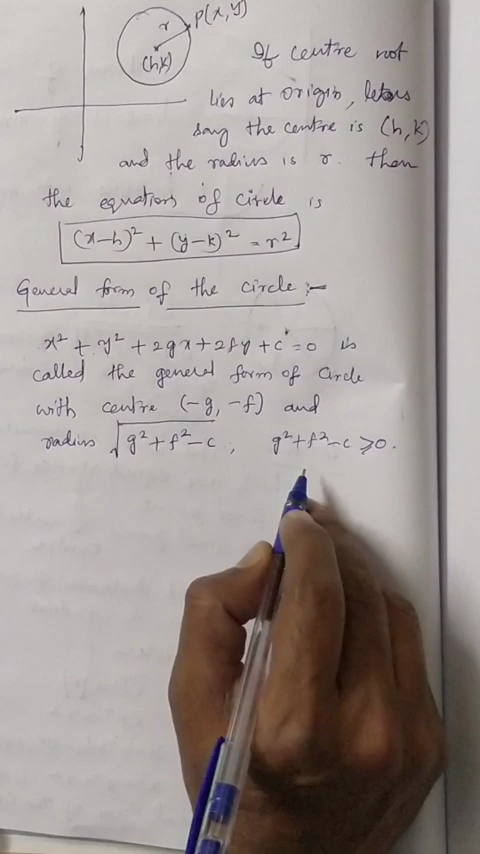 P(x,y)
r
(h,k)
If centre not
lies at origin, lets
say the centre is (h,k)
and the radius is r. then
the equation of circle is
(x-h)² + (y-k)² = r²
General form of the circle :-
x² + y² + 2gx + 2fy + c = 0 is
called the general form of circle
with centre (-g, -f) and
radius √g²+f²-c, g²+f²-c ⩾0.